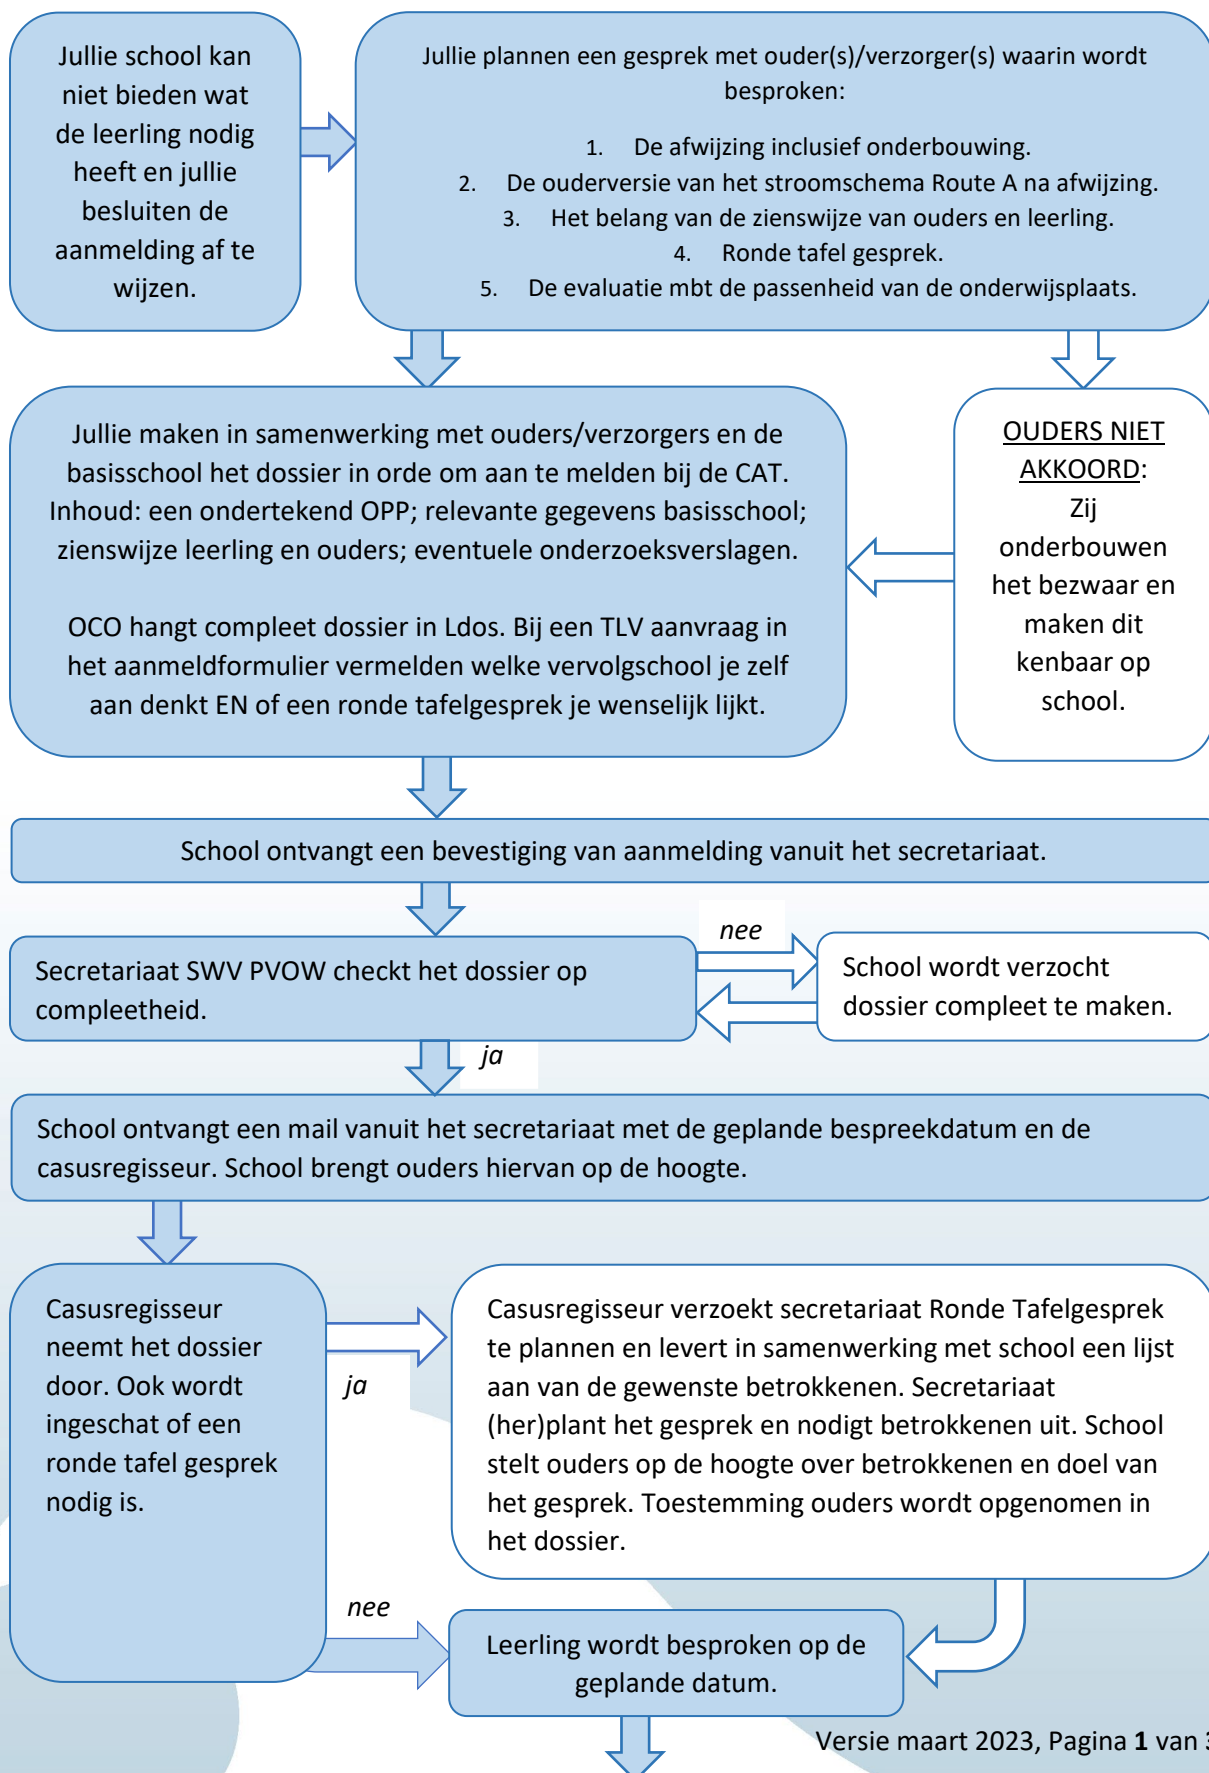 Jullie school kan
niet bieden wat
de leerling nodig
heeft en jullie
besluiten de
aanmelding af te
wijzen.
Jullie plannen een gesprek met ouder(s)/verzorger(s) waarin wordt
besproken:
1. De afwijzing inclusief onderbouwing.
2. De ouderversie van het stroomschema Route A na afwijzing.
3. Het belang van de zienswijze van ouders en leerling.
4. Ronde tafel gesprek.
5. De evaluatie mbt de passenheid van de onderwijsplaats.
Jullie maken in samenwerking met ouders/verzorgers en de
basisschool het dossier in orde om aan te melden bij de CAT.
Inhoud: een ondertekend OPP; relevante gegevens basisschool;
zienswijze leerling en ouders; eventuele onderzoeksverslagen.
OCO hangt compleet dossier in Ldos. Bij een TLV aanvraag in
het aanmeldformulier vermelden welke vervolgschool je zelf
aan denkt EN of een ronde tafelgesprek je wenselijk lijkt.
OUDERS NIET
AKKOORD:
Zij
onderbouwen
het bezwaar en
maken dit
kenbaar op
school.
School ontvangt een bevestiging van aanmelding vanuit het secretariaat.
Secretariaat SWV PVOW checkt het dossier op
compleetheid.
nee
School wordt verzocht
dossier compleet te maken.
ja
School ontvangt een mail vanuit het secretariaat met de geplande bespreekdatum en de
casusregisseur. School brengt ouders hiervan op de hoogte.
Casusregisseur
neemt het dossier
door. Ook wordt
ingeschat of een
ronde tafel gesprek
nodig is.
ja
Casusregisseur verzoekt secretariaat Ronde Tafelgesprek
te plannen en levert in samenwerking met school een lijst
aan van de gewenste betrokkenen. Secretariaat
(her)plant het gesprek en nodigt betrokkenen uit. School
stelt ouders op de hoogte over betrokkenen en doel van
het gesprek. Toestemming ouders wordt opgenomen in
het dossier.
nee
Leerling wordt besproken op de
geplande datum.
Versie maart 2023, Pagina 1 van 3